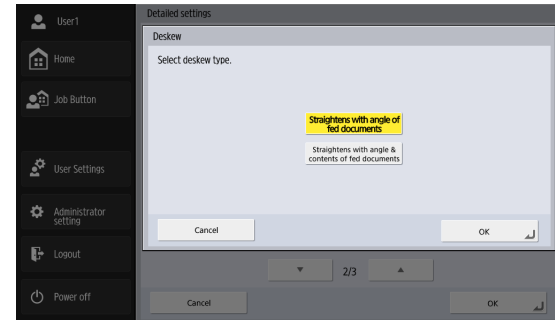 User1
Home
Job Button
User Settings
Administrator
setting
Logout
Power off
Detailed settings
Deskew
Select deskew type.
Straightens with angle of
fed documents
Straightens with angle &
contents of fed documents
Cancel
OK
2/3
Cancel
OK